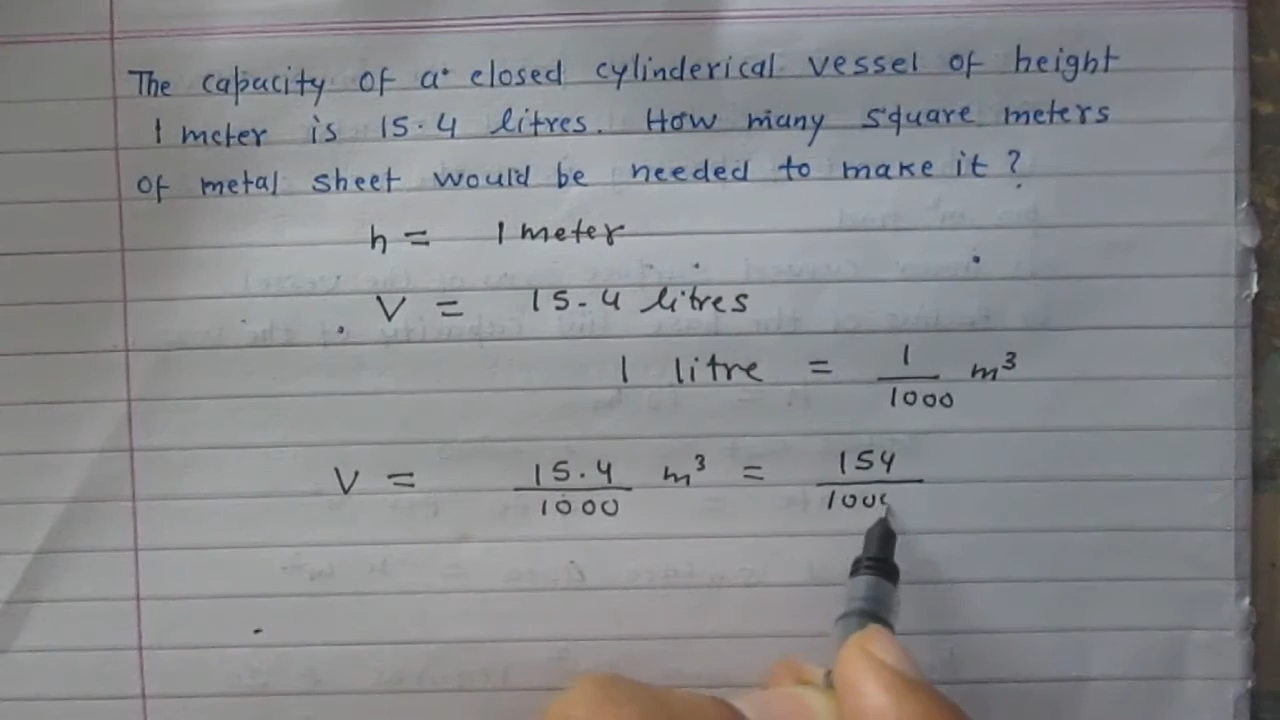 The capacity of a closed cylinderical vessel of height
1 meter is 15.4 litres. How many square meters
of metal sheet would be needed to make it?
h = 1 meter
V = 15.4 litres
1 litre = 1/1000 m³
V = 15.4/1000 m³ = 154/1000